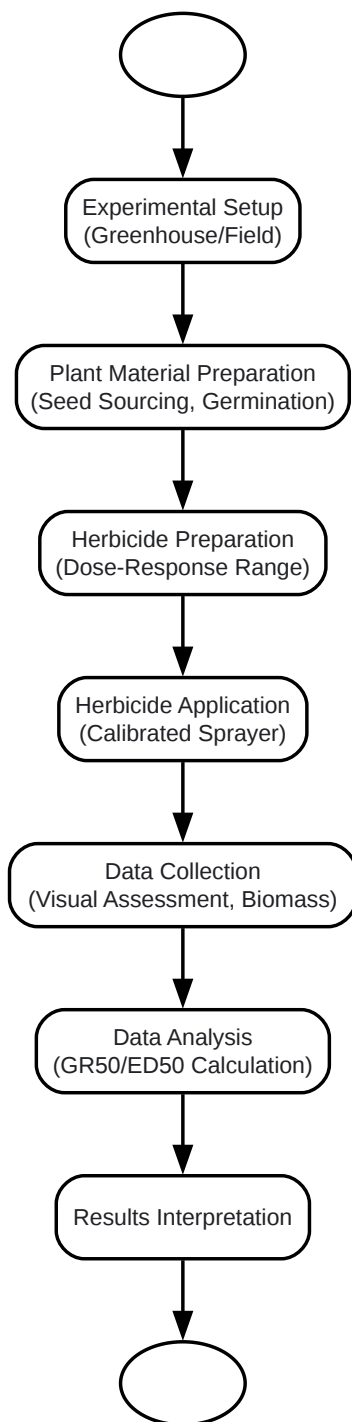 Experimental Setup
(Greenhouse/Field)
Plant Material Preparation
(Seed Sourcing, Germination)
Herbicide Preparation
(Dose-Response Range)
Herbicide Application
(Calibrated Sprayer)
Data Collection
(Visual Assessment, Biomass)
Data Analysis
(GR50/ED50 Calculation)
Results Interpretation